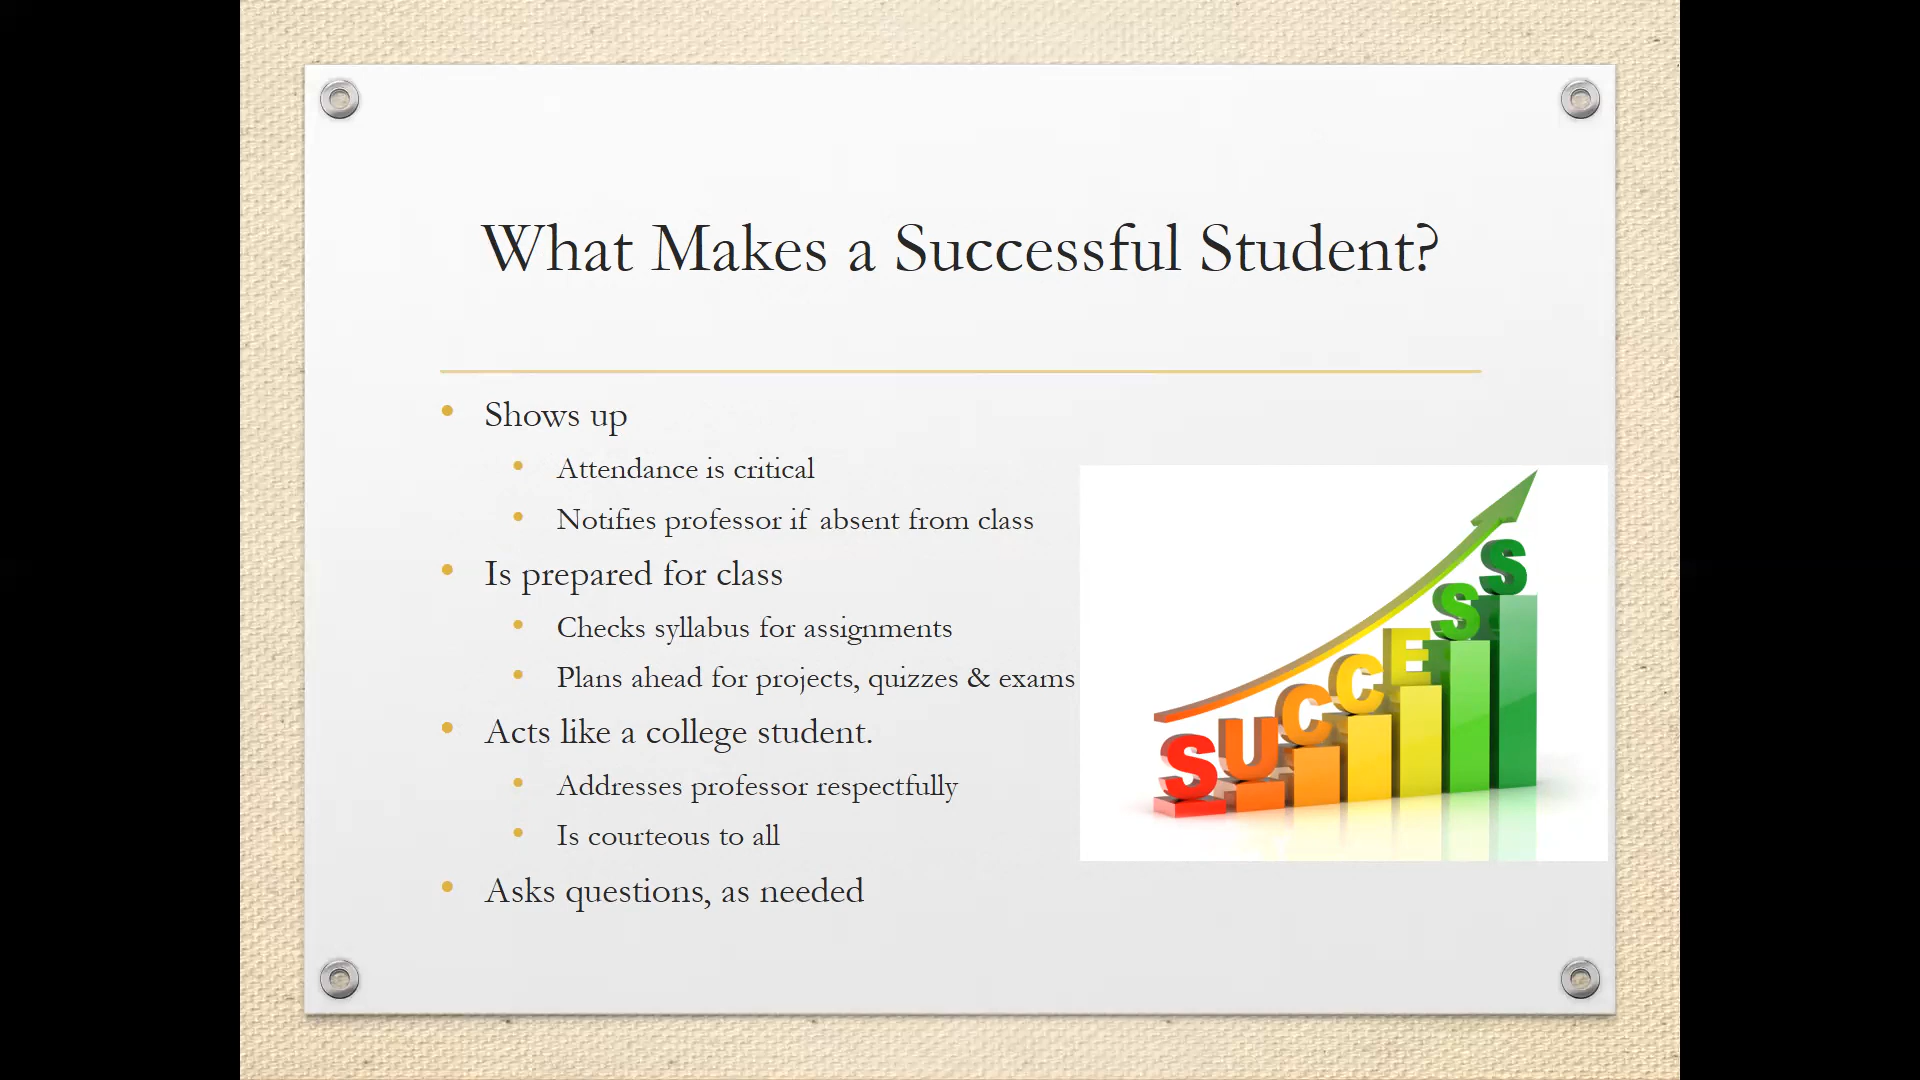 What Makes a Successful Student?
• Shows up
• Attendance is critical
• Notifies professor if absent from class
• Is prepared for class
• Checks syllabus for assignments
• Plans ahead for projects, quizzes & exams
• Acts like a college student.
• Addresses professor respectfully
• Is courteous to all
• Asks questions, as needed
SUCCESS